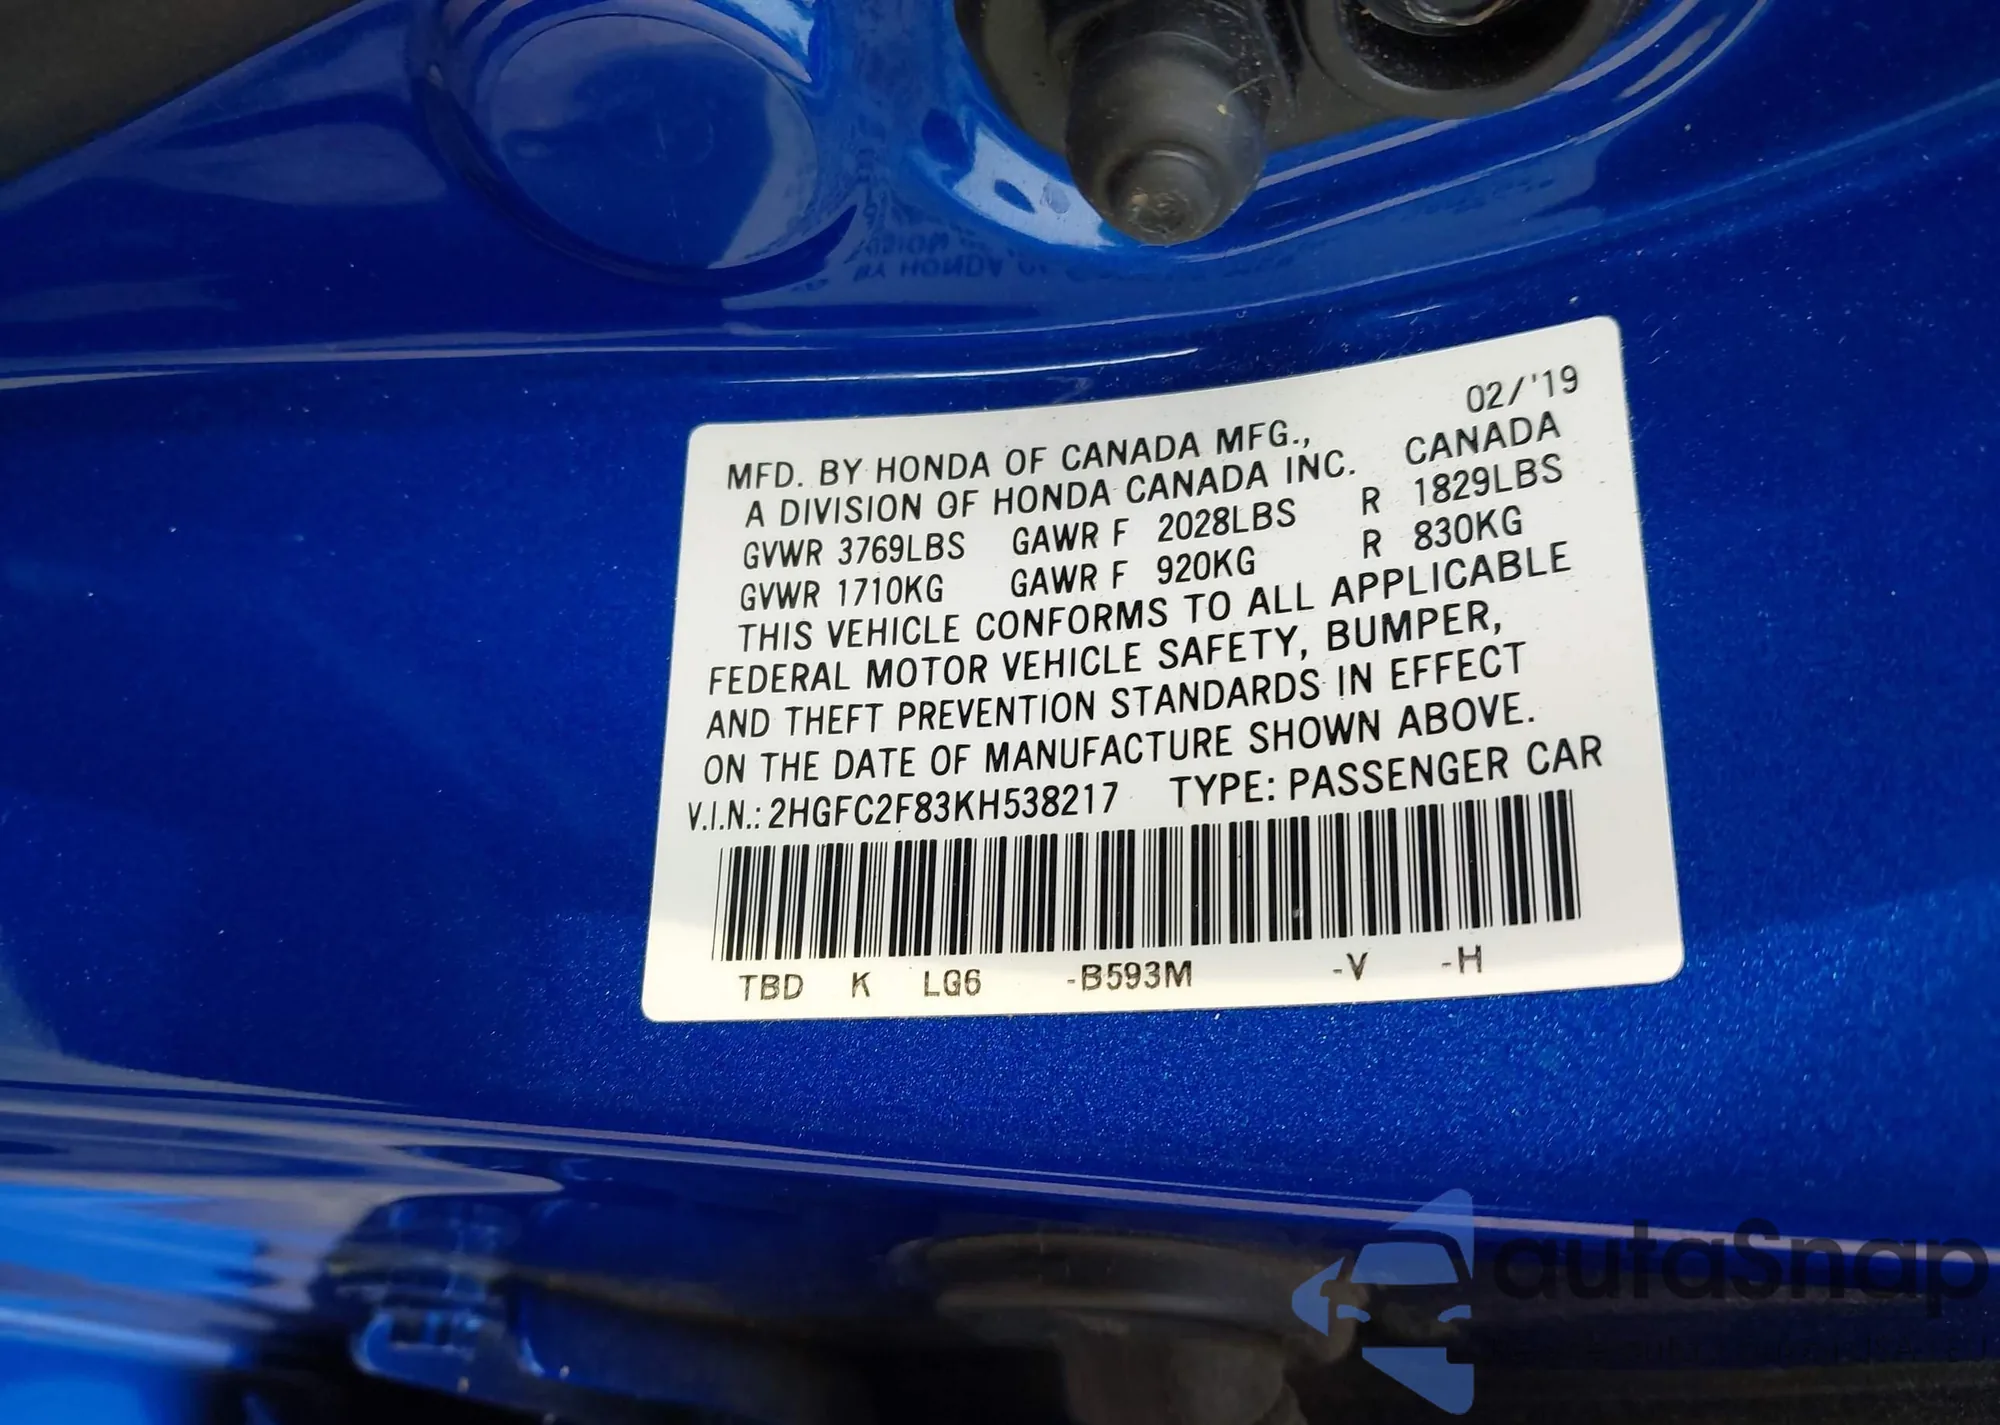 02/'19
MFD. BY HONDA OF CANADA MFG., CANADA
A DIVISION OF HONDA CANADA INC.
GVWR 3769LBS GAWR F 2028LBS R 1829LBS
GVWR 1710KG GAWR F 920KG R 830KG
THIS VEHICLE CONFORMS TO ALL APPLICABLE
FEDERAL MOTOR VEHICLE SAFETY, BUMPER,
AND THEFT PREVENTION STANDARDS IN EFFECT
ON THE DATE OF MANUFACTURE SHOWN ABOVE.
V.I.N.: 2HGFC2F83KH538217 TYPE: PASSENGER CAR
TBD K LG6 -B593M -V -H
autaSnap